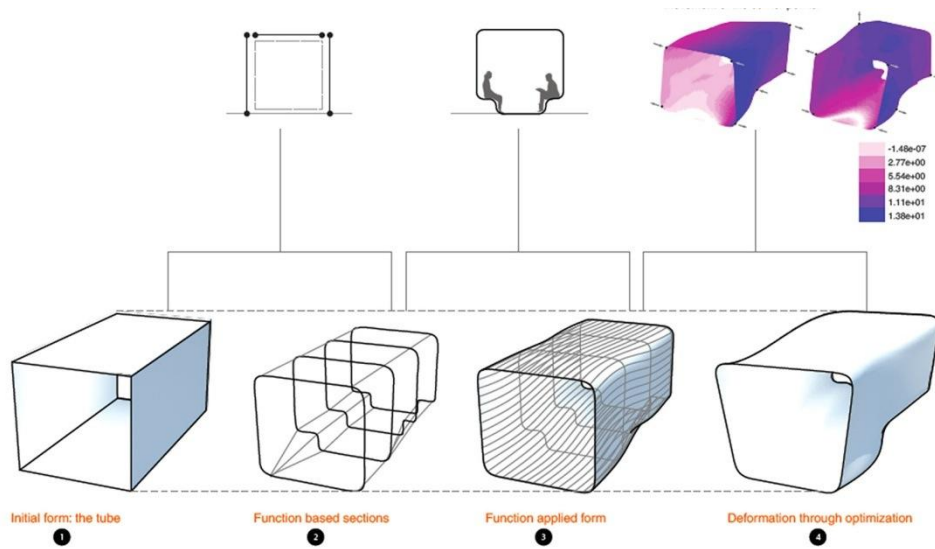 -1.48e-07
2.77e+00
5.54e+00
8.31e+00
1.11e+01
1.38e+01
Initial form: the tube
Function based sections
Function applied form
Deformation through optimization
1
2
3
4